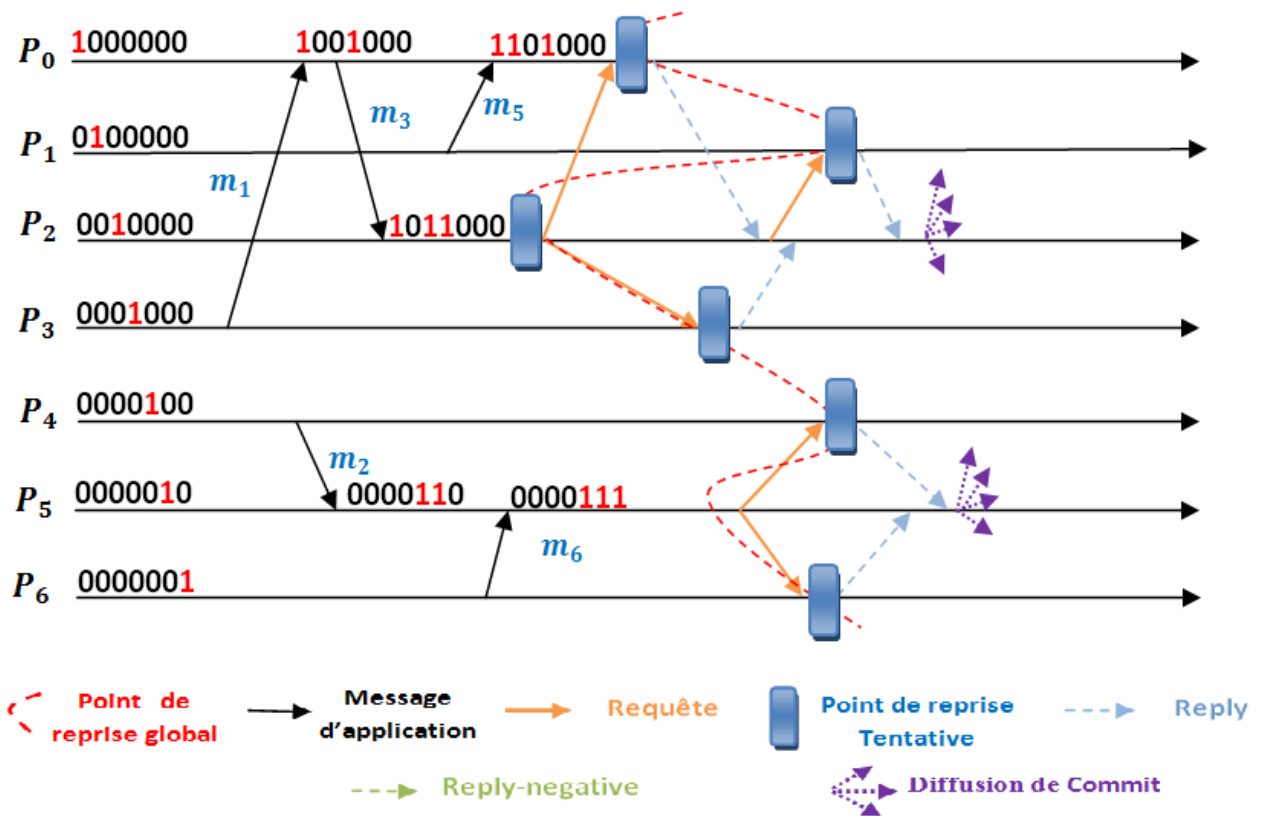 P0 1000000 1001000 1101000
m3 m5
P1 0100000
m1
P2 0010000 1011000
P3 0001000
P4 0000100
m2
P5 0000010 0000110 0000111
m6
P6 0000001
Point de reprise global
Message d'application
Requête
Point de reprise Tentative
Reply
Reply-negative
Diffusion de Commit